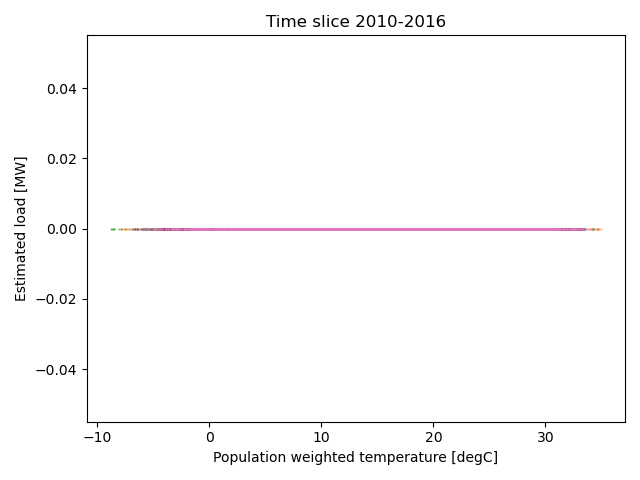 Time slice 2010-2016
0.04
0.02
0.00
−0.02
−0.04
Estimated load [MW]
−10 0 10 20 30
Population weighted temperature [degC]